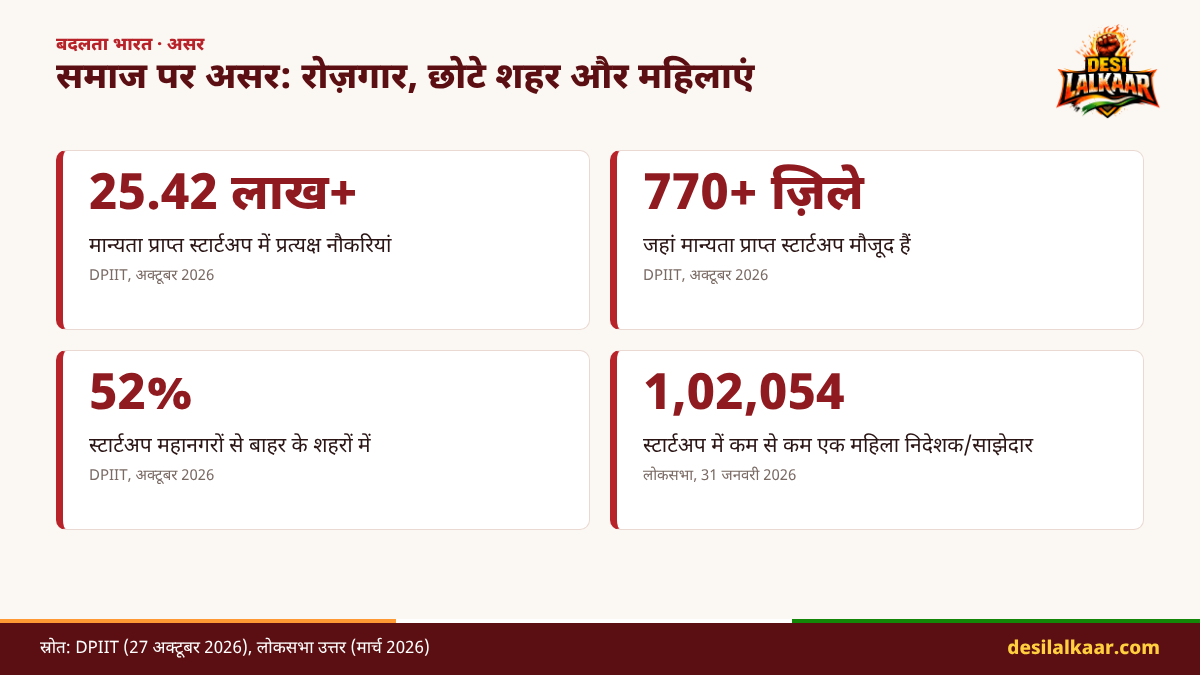 बदलता भारत · असर
समाज पर असर: रोज़गार, छोटे शहर और महिलाएं
DESI
LALKAAR
25.42 लाख+
मान्यता प्राप्त स्टार्टअप में प्रत्यक्ष नौकरियां
DPIIT, अक्टूबर 2026
770+ ज़िले
जहां मान्यता प्राप्त स्टार्टअप मौजूद हैं
DPIIT, अक्टूबर 2026
52%
स्टार्टअप महानगरों से बाहर के शहरों में
DPIIT, अक्टूबर 2026
1,02,054
स्टार्टअप में कम से कम एक महिला निदेशक/साझेदार
लोकसभा, 31 जनवरी 2026
स्रोत: DPIIT (27 अक्टूबर 2026), लोकसभा उत्तर (मार्च 2026)
desilalkaar.com